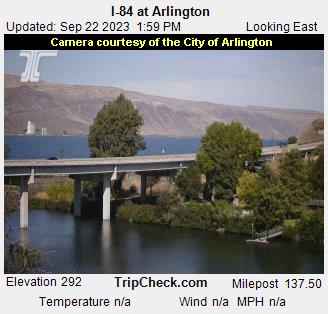 I-84 at Arlington
Updated: Sep 22 2023 1:59 PM Looking East
Camera courtesy of the City of Arlington
Elevation 292 TripCheck.com Milepost 137.50
Temperature n/a Wind n/a MPH n/a